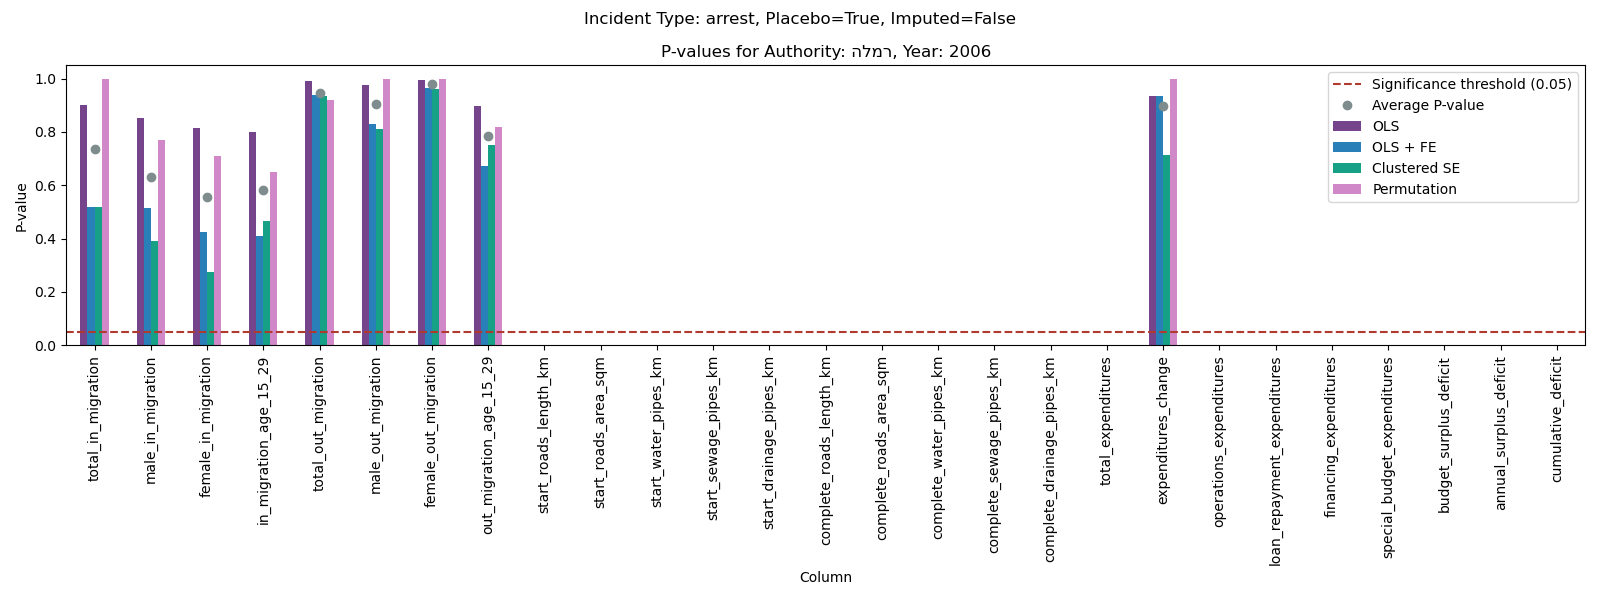 Incident Type: arrest, Placebo=True, Imputed=False
P-values for Authority: רמלה, Year: 2006
Significance threshold (0.05)
Average P-value
OLS
OLS + FE
Clustered SE
Permutation
P-value
1.0
0.8
0.6
0.4
0.2
0.0
total_in_migration
male_in_migration
female_in_migration
in_migration_age_15_29
total_out_migration
male_out_migration
female_out_migration
out_migration_age_15_29
start_roads_length_km
start_roads_area_sqm
start_water_pipes_km
start_sewage_pipes_km
start_drainage_pipes_km
complete_roads_length_km
complete_roads_area_sqm
complete_water_pipes_km
complete_sewage_pipes_km
complete_drainage_pipes_km
total_expenditures
expenditures_change
operations_expenditures
loan_repayment_expenditures
financing_expenditures
special_budget_expenditures
budget_surplus_deficit
annual_surplus_deficit
cumulative_deficit
Column